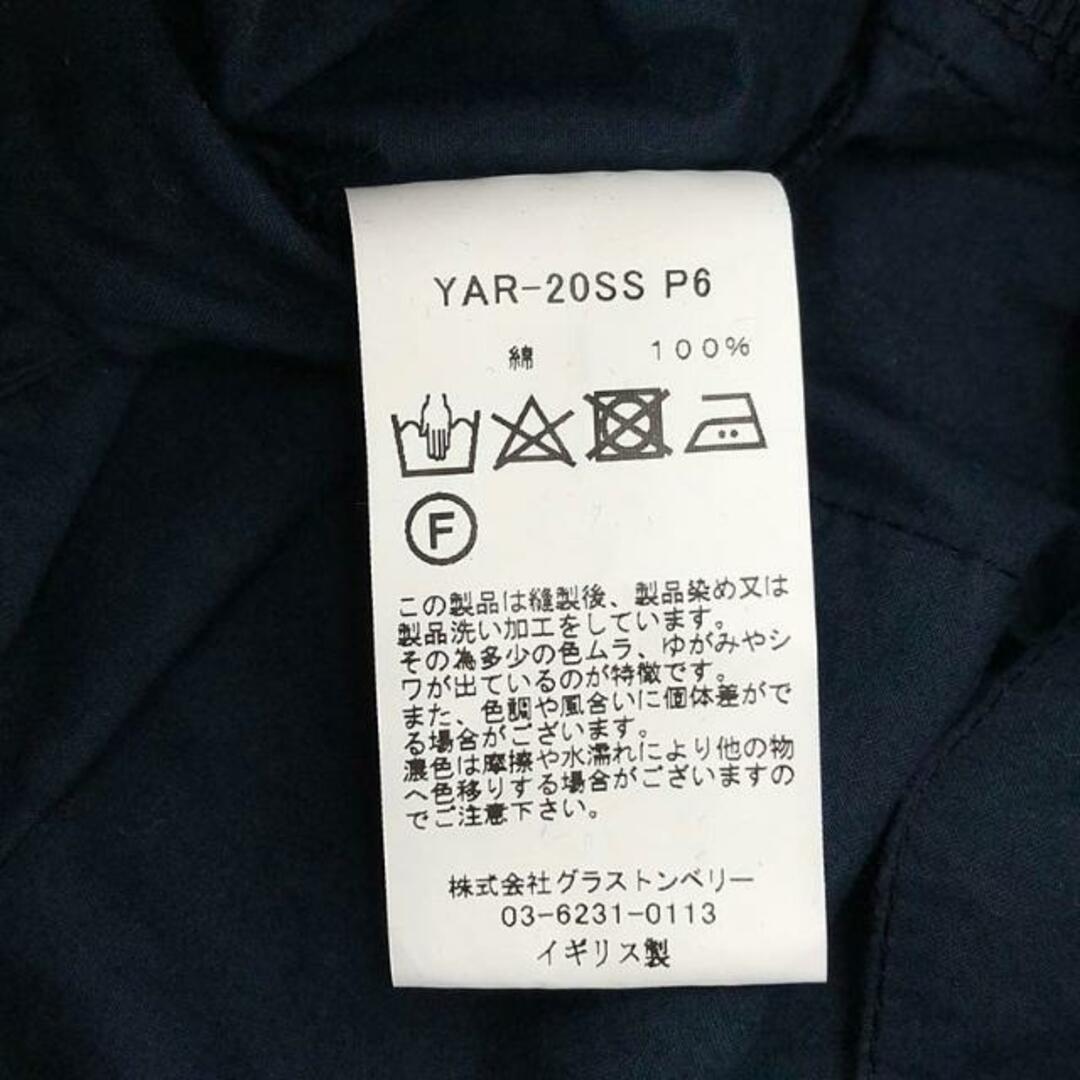 YAR-20SS P6
綿 100%
F
この製品は縫製後、製品染め又は
製品洗い加工をしています。
その為多少の色ムラ、ゆがみやシ
ワが出ているのが特徴です。
また、色調や風合いに個体差がで
る場合がございます。
濃色は摩擦や水濡れにより他の物
へ色移りする場合がございますの
でご注意下さい。
株式会社グラストンベリー
03-6231-0113
イギリス製